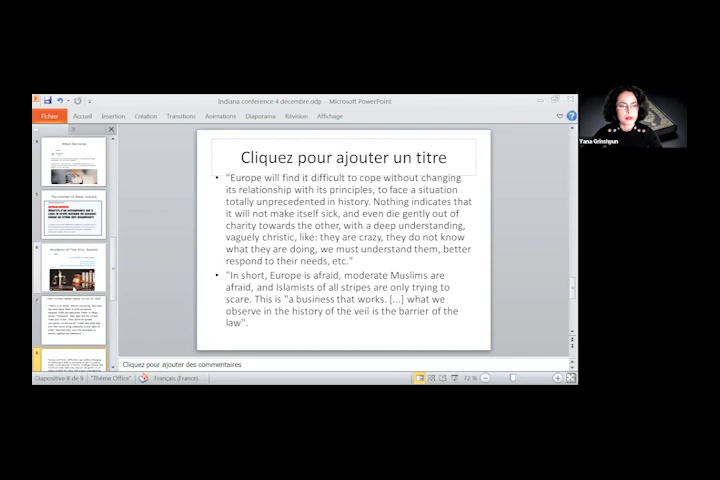 Indiana conference 4 décembre.odp - Microsoft PowerPoint
Fichier Accueil Insertion Création Transitions Animations Diaporama Révision Affichage
The murder of
Academy of Fine Arts,
Cliquez pour ajouter un titre
• "Europe will find it difficult to cope without changing
its relationship with its principles, to face a situation
totally unprecedented in history. Nothing indicates that
it will not make itself sick, and even die gently out of
charity towards the other, with a deep understanding,
vaguely christic, like: they are crazy, they do not know
what they are doing, we must understand them, better
respond to their needs, etc."
• "In short, Europe is afraid, moderate Muslims are
afraid, and Islamists of all stripes are only trying to
scare. This is "a business that works. [...] what we
observe in the history of the veil is the barrier of the
law".
Cliquez pour ajouter des commentaires
Diapositive 8 de 9 "Thème Office" Français (France) 72 %
Yana Grinshpun